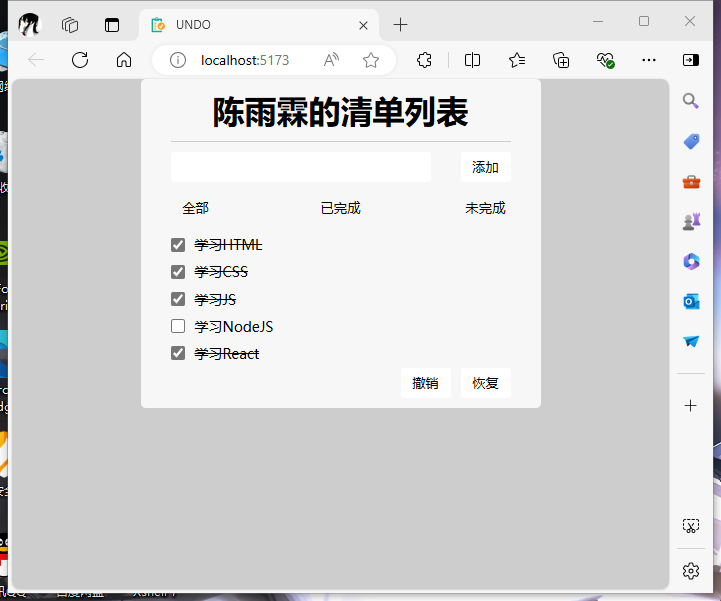 UNDO
localhost:5173
陈雨霖的清单列表
添加
全部 已完成 未完成
学习HTML
学习CSS
学习JS
学习NodeJS
学习React
撤销 恢复